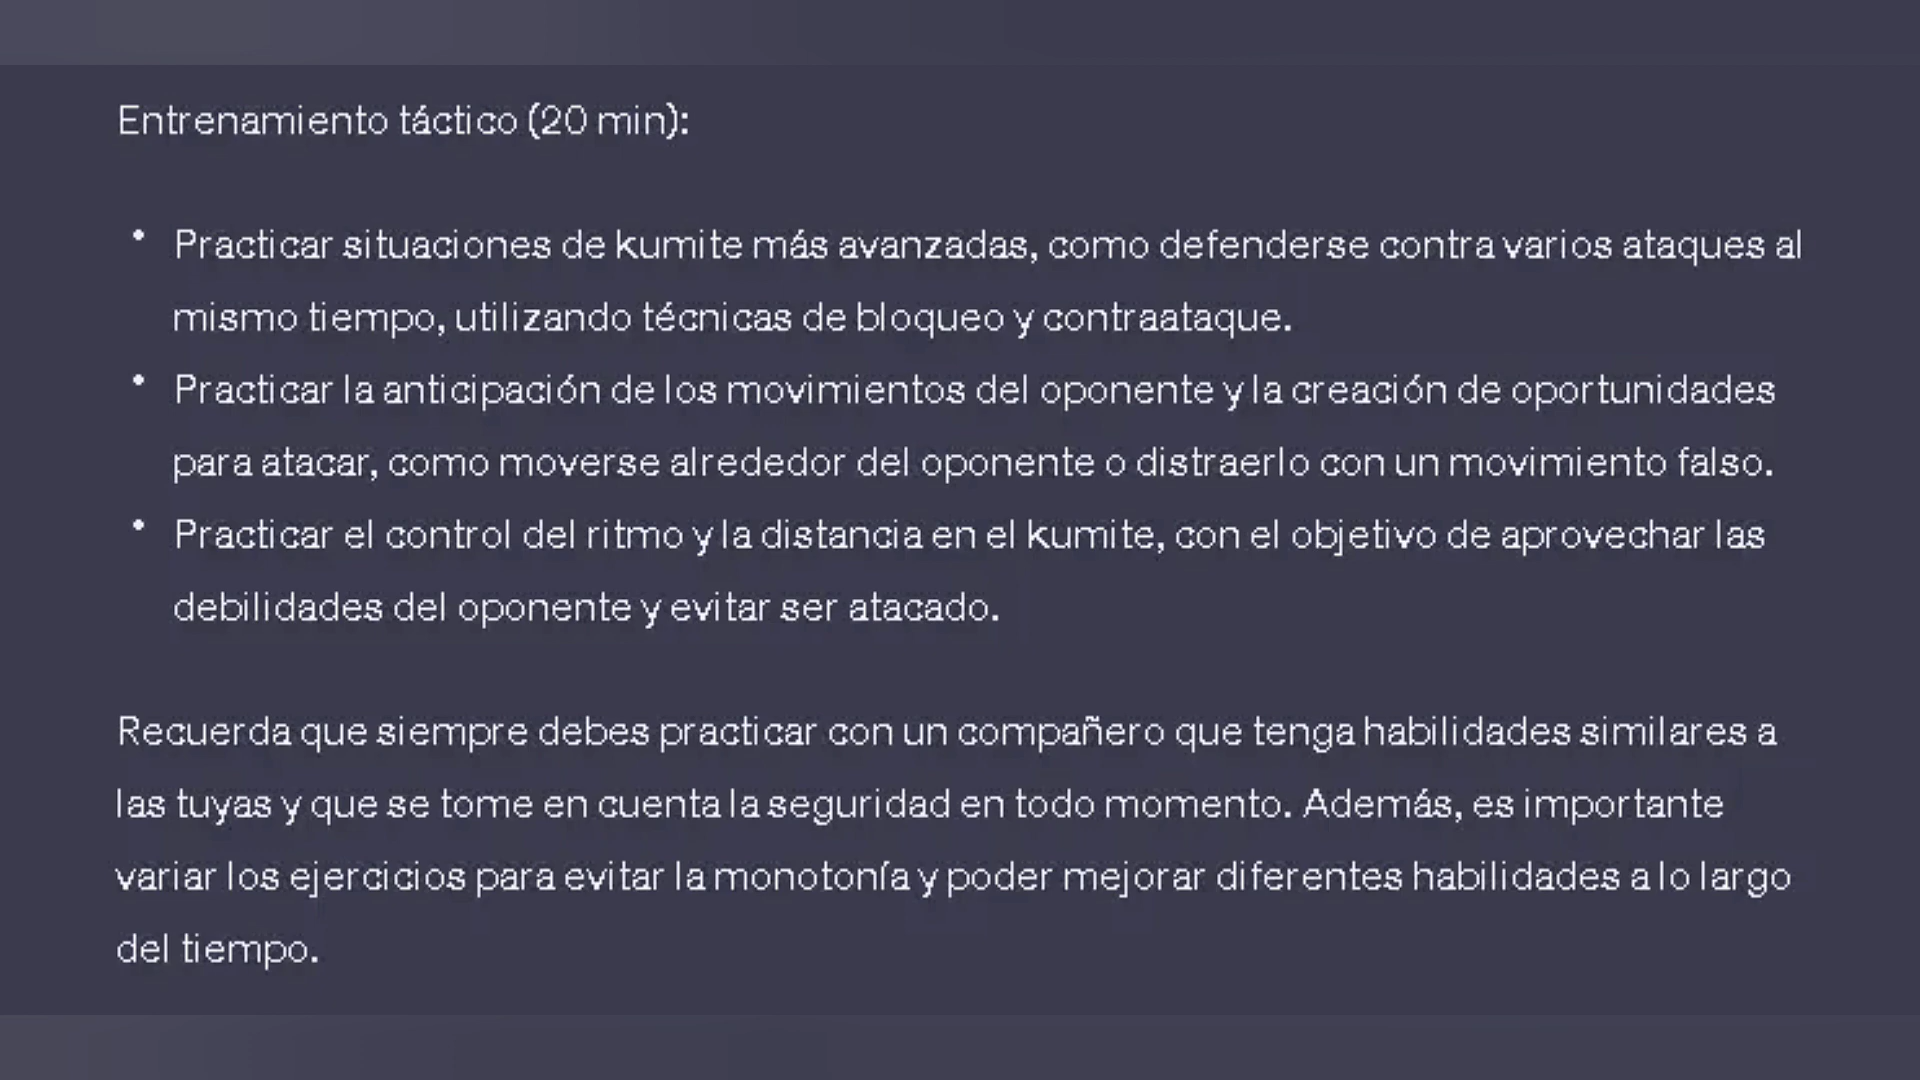 Entrenamiento táctico (20 min):
• Practicar situaciones de kumite más avanzadas, como defenderse contra varios ataques al
mismo tiempo, utilizando técnicas de bloqueo y contraataque.
• Practicar la anticipación de los movimientos del oponente y la creación de oportunidades
para atacar, como moverse alrededor del oponente o distraerlo con un movimiento falso.
• Practicar el control del ritmo y la distancia en el kumite, con el objetivo de aprovechar las
debilidades del oponente y evitar ser atacado.
Recuerda que siempre debes practicar con un compañero que tenga habilidades similares a
las tuyas y que se tome en cuenta la seguridad en todo momento. Además, es importante
variar los ejercicios para evitar la monotonía y poder mejorar diferentes habilidades a lo largo
del tiempo.